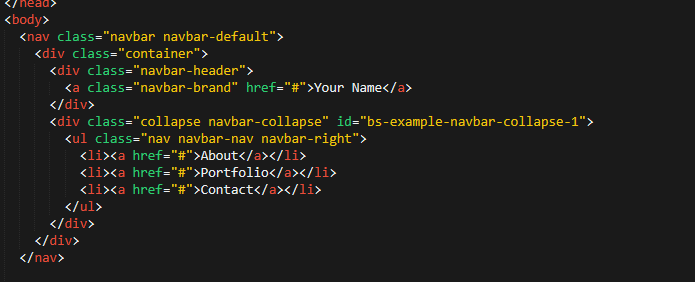 </head>
<body>
  <nav class="navbar navbar-default">
    <div class="container">
      <div class="navbar-header">
        <a class="navbar-brand" href="#">Your Name</a>
      </div>
      <div class="collapse navbar-collapse" id="bs-example-navbar-collapse-1">
        <ul class="nav navbar-nav navbar-right">
          <li><a href="#">About</a></li>
          <li><a href="#">Portfolio</a></li>
          <li><a href="#">Contact</a></li>
        </ul>
      </div>
    </div>
  </nav>